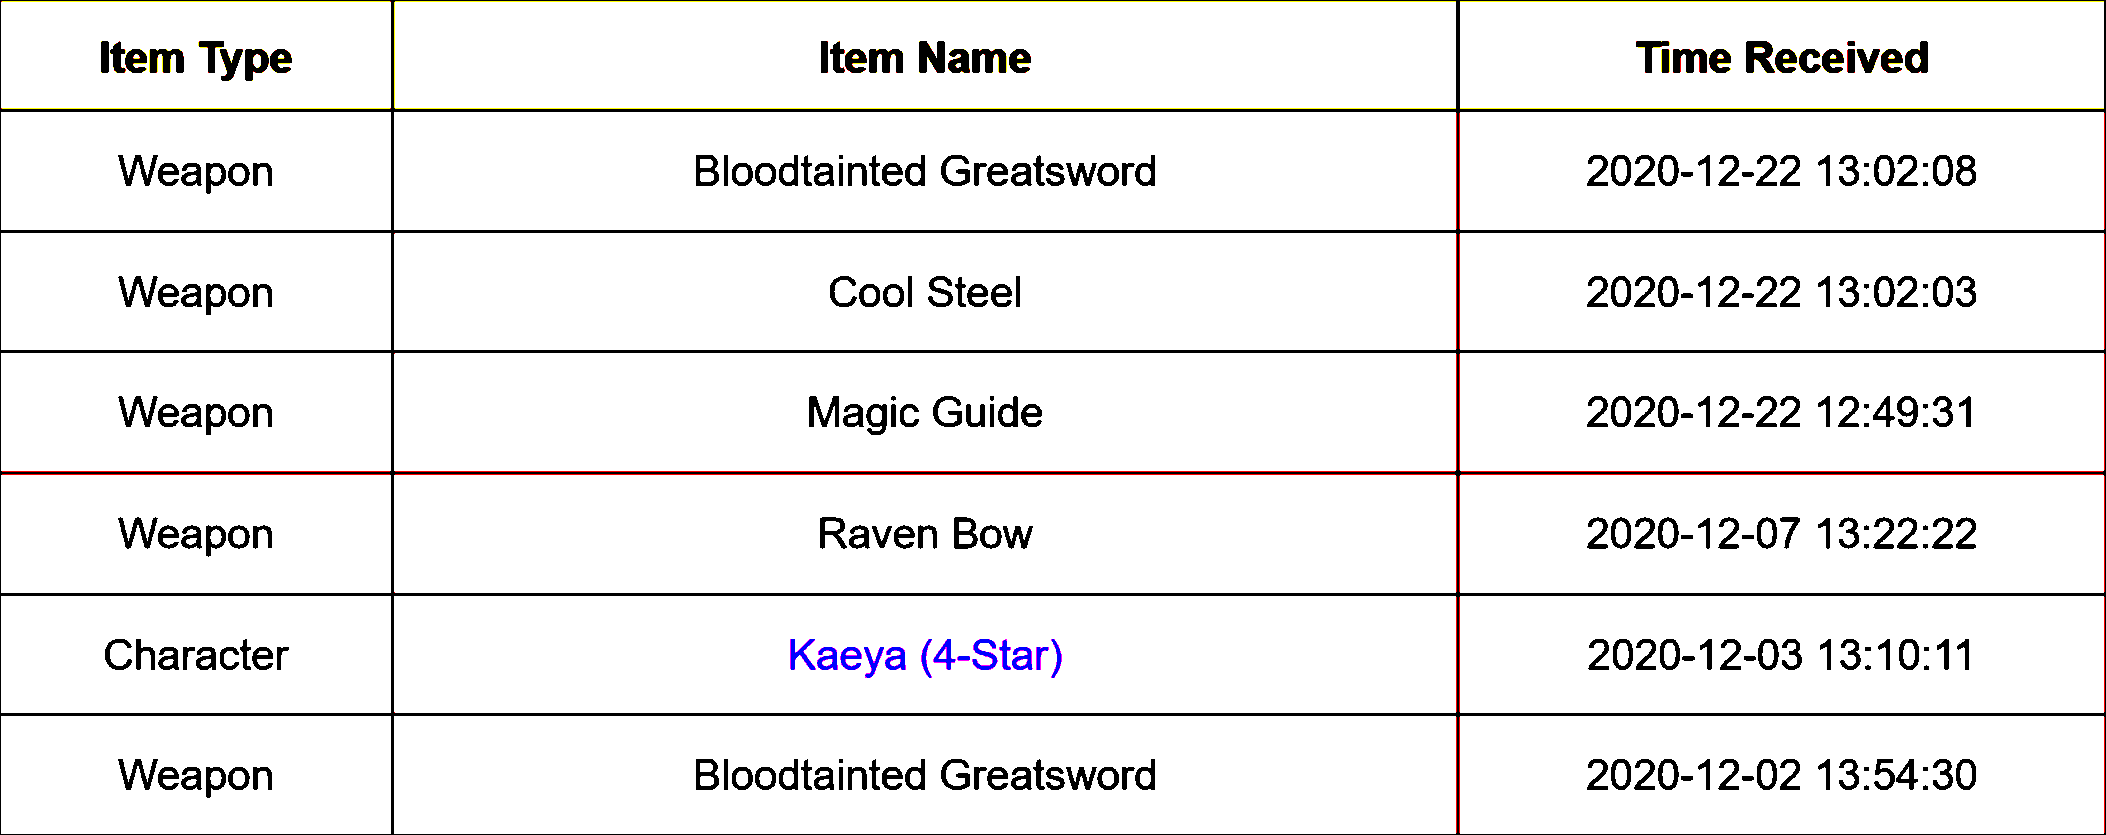 Item Type Item Name Time Received
Weapon Bloodtainted Greatsword 2020-12-22 13:02:08
Weapon Cool Steel 2020-12-22 13:02:03
Weapon Magic Guide 2020-12-22 12:49:31
Weapon Raven Bow 2020-12-07 13:22:22
Character Kaeya (4-Star) 2020-12-03 13:10:11
Weapon Bloodtainted Greatsword 2020-12-02 13:54:30